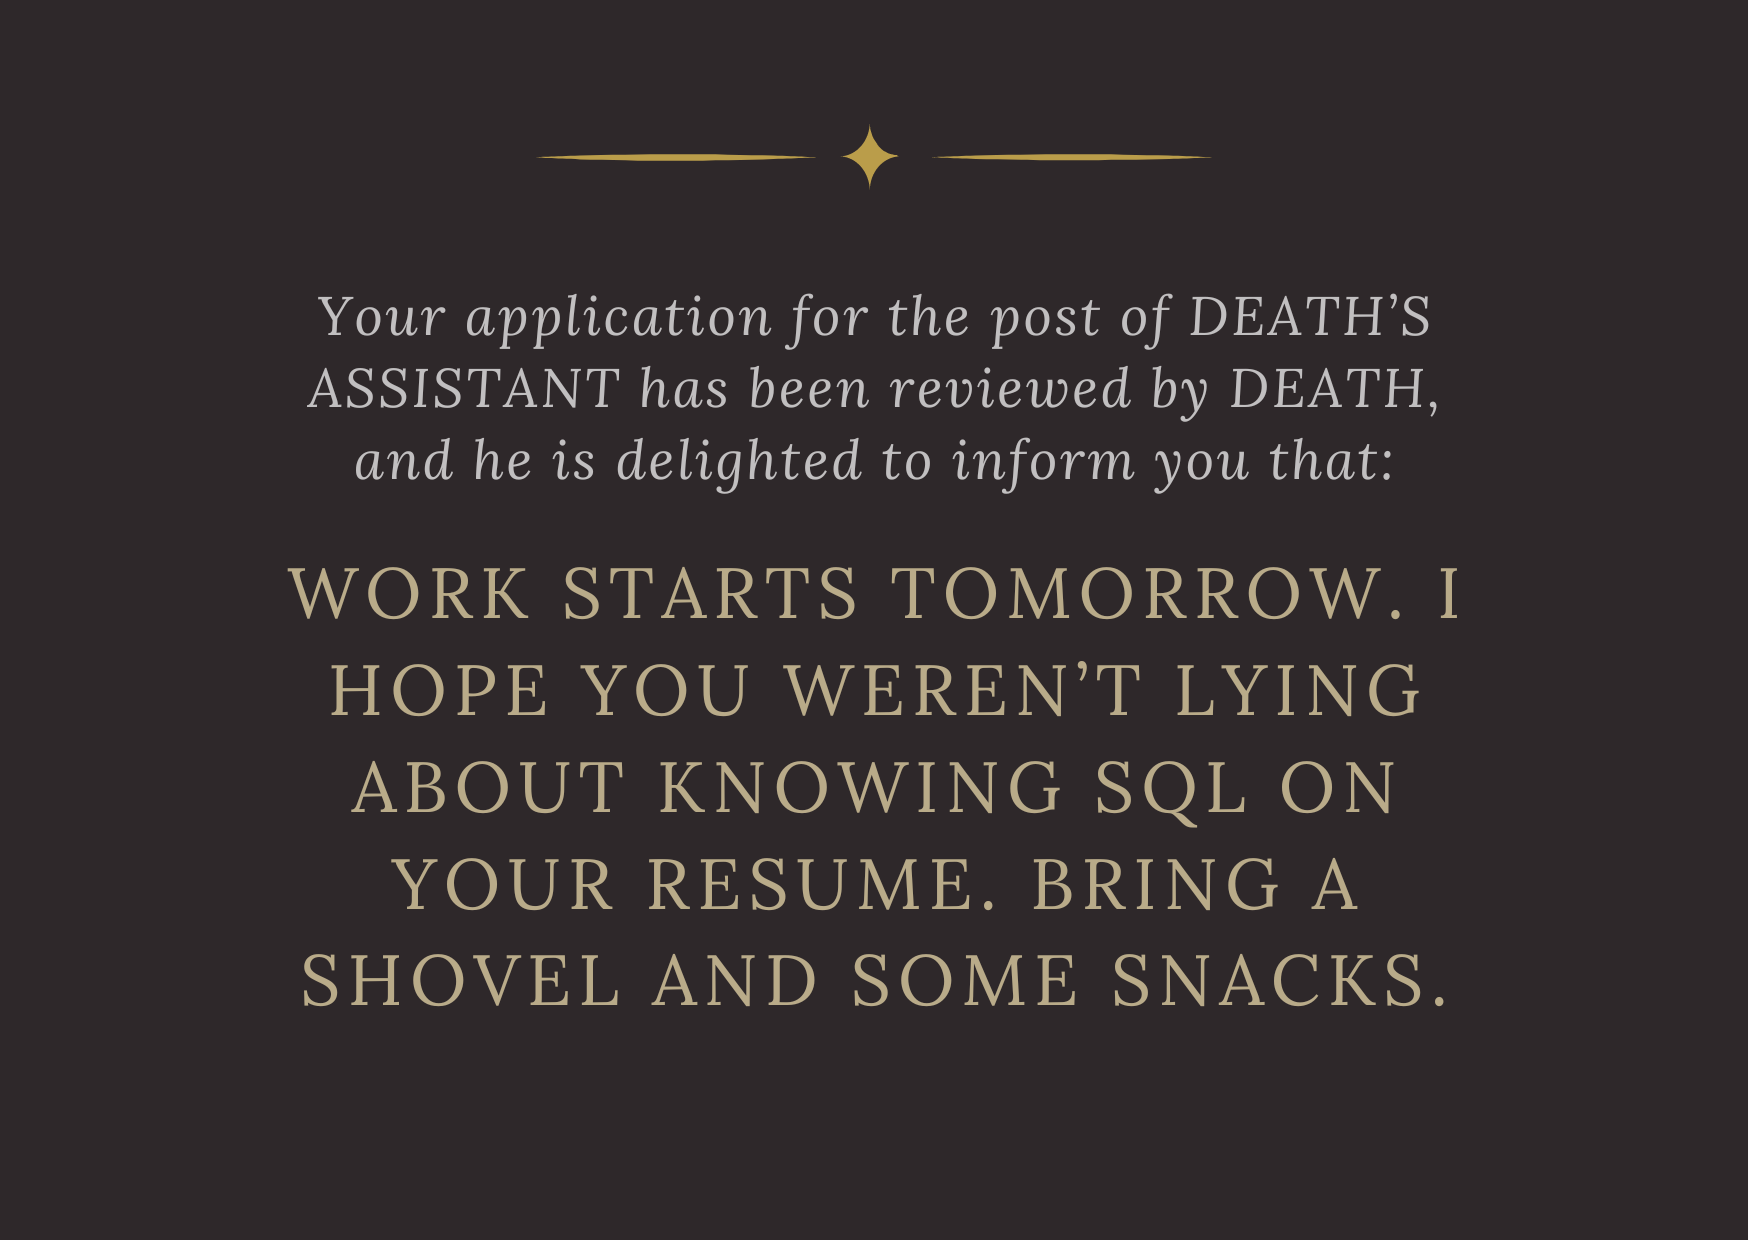 Your application for the post of DEATH’S
ASSISTANT has been reviewed by DEATH,
and he is delighted to inform you that:
WORK STARTS TOMORROW. I
HOPE YOU WEREN’T LYING
ABOUT KNOWING SQL ON
YOUR RESUME. BRING A
SHOVEL AND SOME SNACKS.